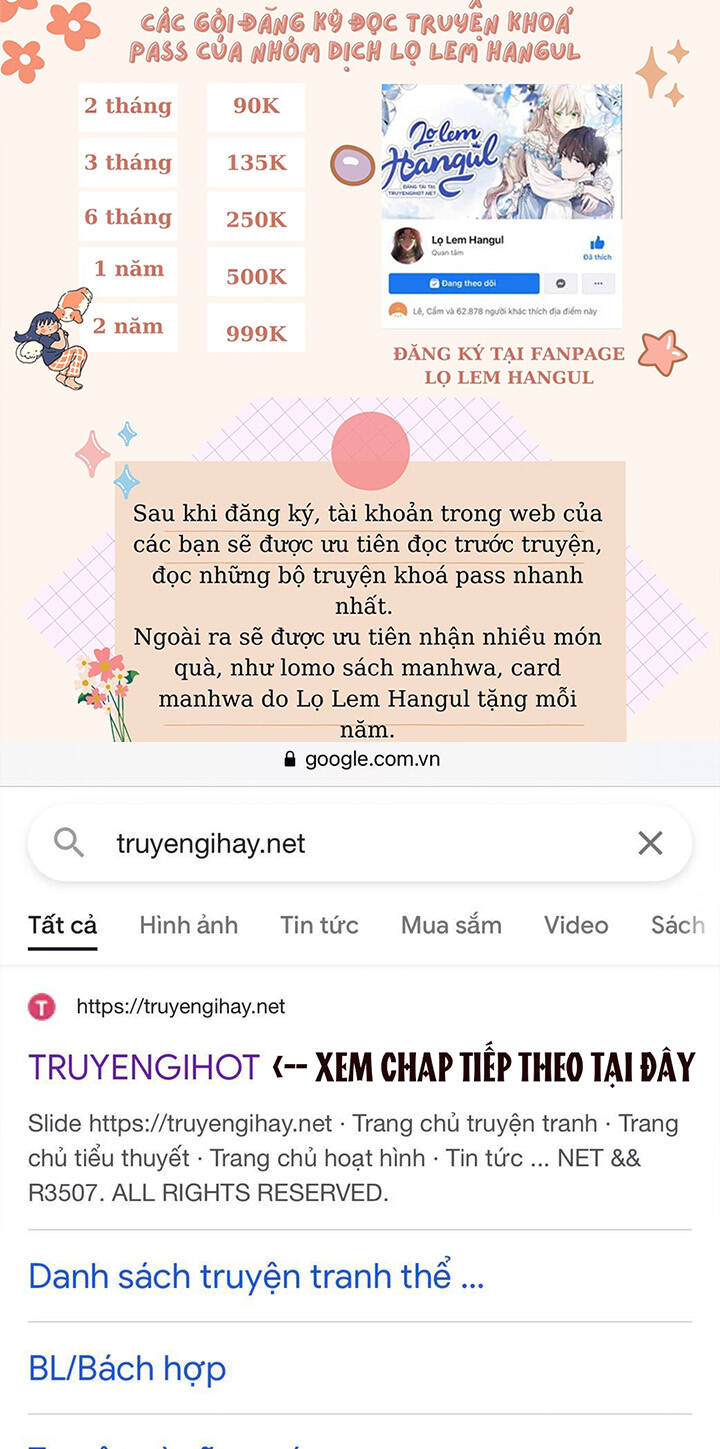 CÁC GÓI ĐĂNG KÝ ĐỌC TRUYỆN KHOÁ
PASS CỦA NHÓM DỊCH LỌ LEM HANGUL
2 tháng 90K
3 tháng 135K
6 tháng 250K
1 năm 500K
2 năm 999K
Lọ lem
Hangul
ĐĂNG TẢI TẠI
TRUYENGIHOT.NET
Lọ Lem Hangul
Quan tâm
Đã thích
Đang theo dõi
Lê, Cẩm và 62.878 người khác thích địa điểm này
ĐĂNG KÝ TẠI FANPAGE
LỌ LEM HANGUL
Sau khi đăng ký, tài khoản trong web của
các bạn sẽ được ưu tiên đọc trước truyện,
đọc những bộ truyện khoá pass nhanh
nhất.
Ngoài ra sẽ được ưu tiên nhận nhiều món
quà, như lomo sách manhwa, card
manhwa do Lọ Lem Hangul tặng mỗi
năm.
google.com.vn
truyengihay.net
Tất cả Hình ảnh Tin tức Mua sắm Video Sách
T https://truyengihay.net
TRUYENGIHOT <-- XEM CHAP TIẾP THEO TẠI ĐÂY
Slide https://truyengihay.net · Trang chủ truyện tranh · Trang
chủ tiểu thuyết · Trang chủ hoạt hình · Tin tức ... NET &&
R3507. ALL RIGHTS RESERVED.
Danh sách truyện tranh thể ...
BL/Bách hợp